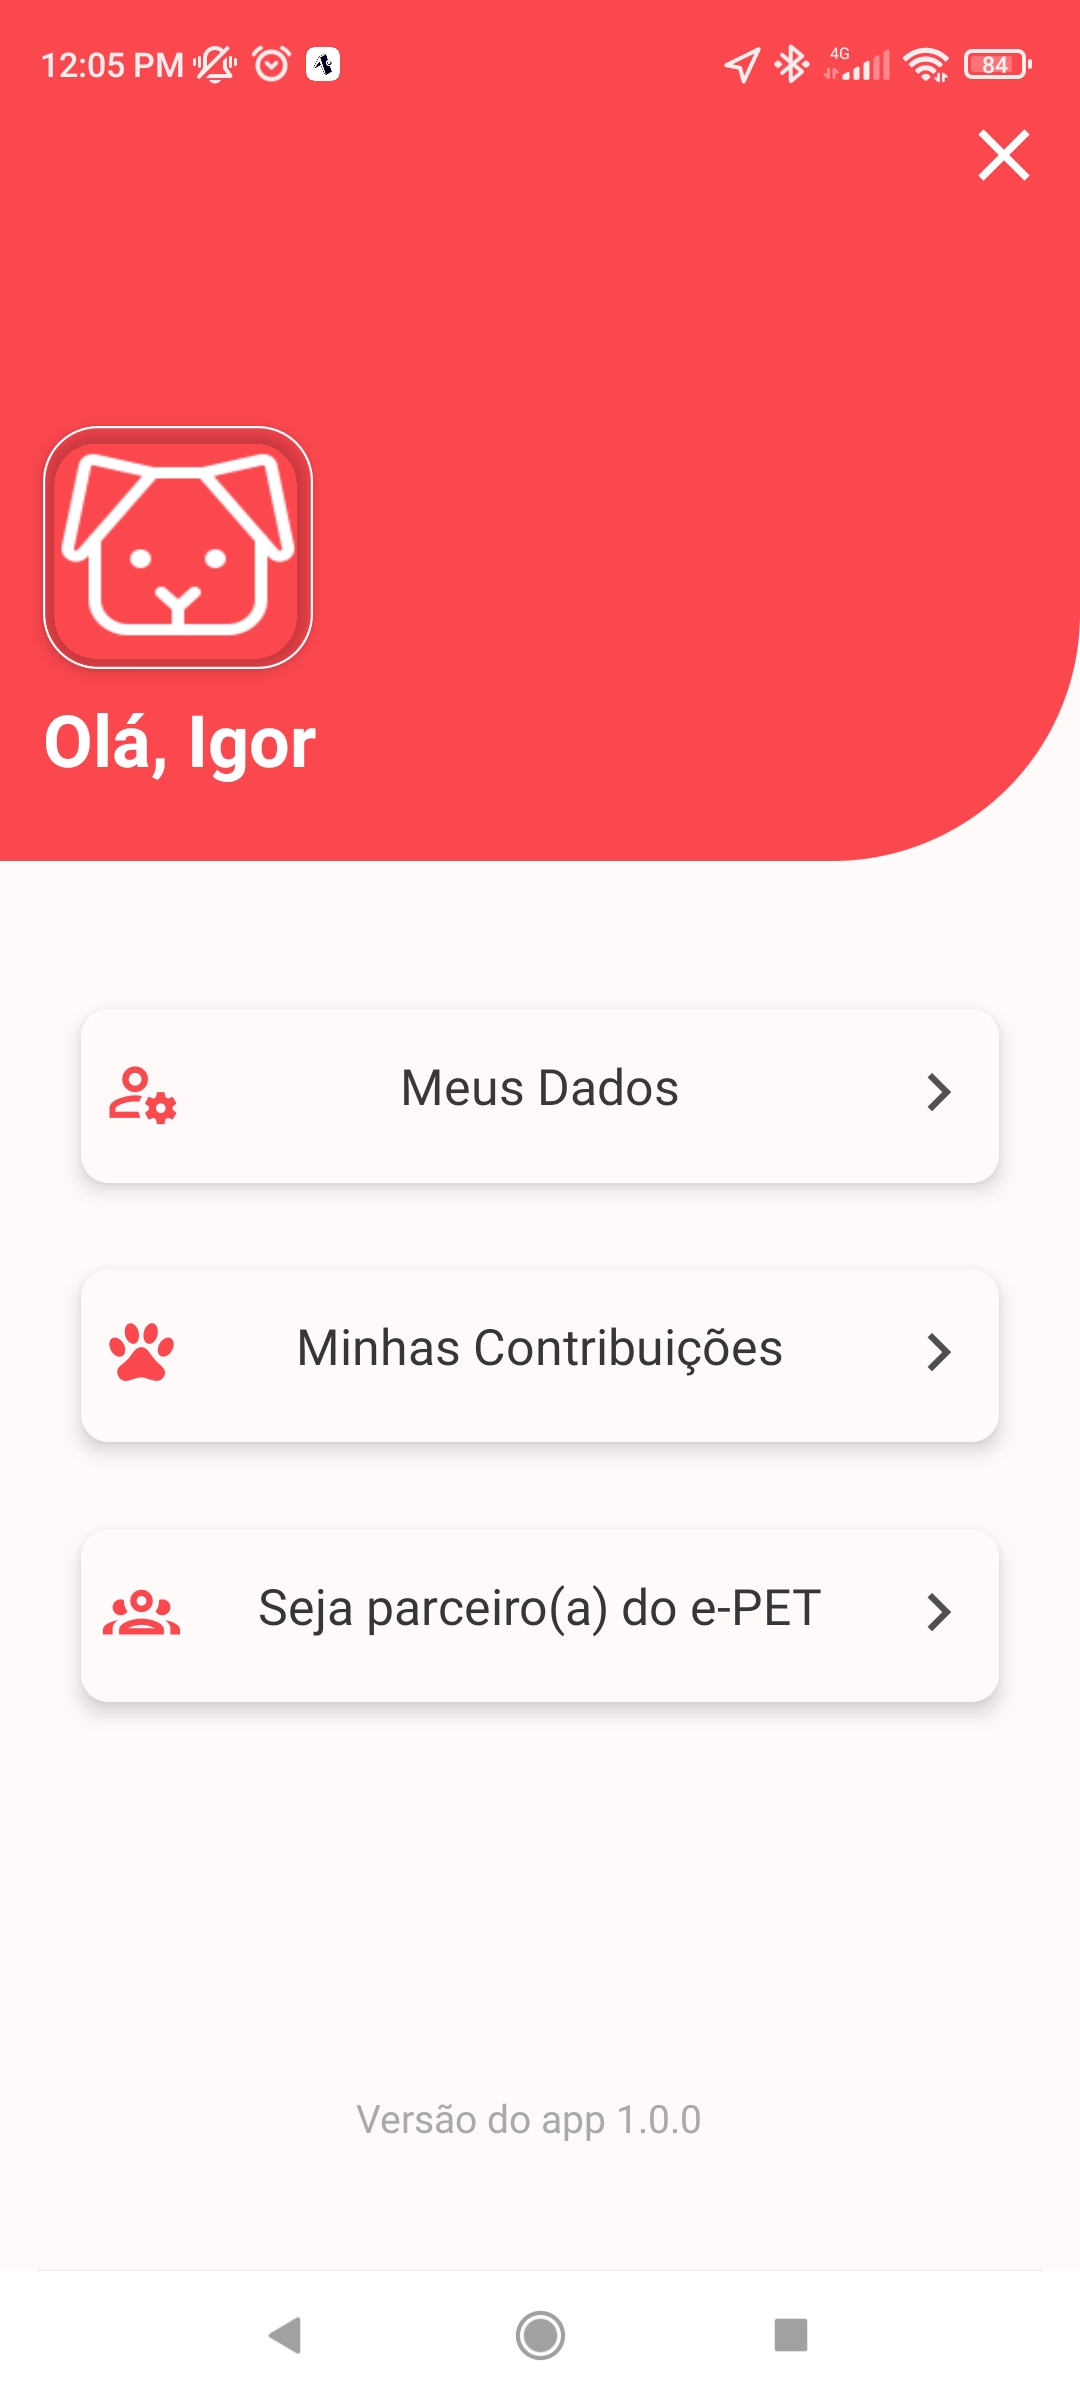 12:05 PM
4G
84
Olá, Igor
Meus Dados
Minhas Contribuições
Seja parceiro(a) do e-PET
Versão do app 1.0.0